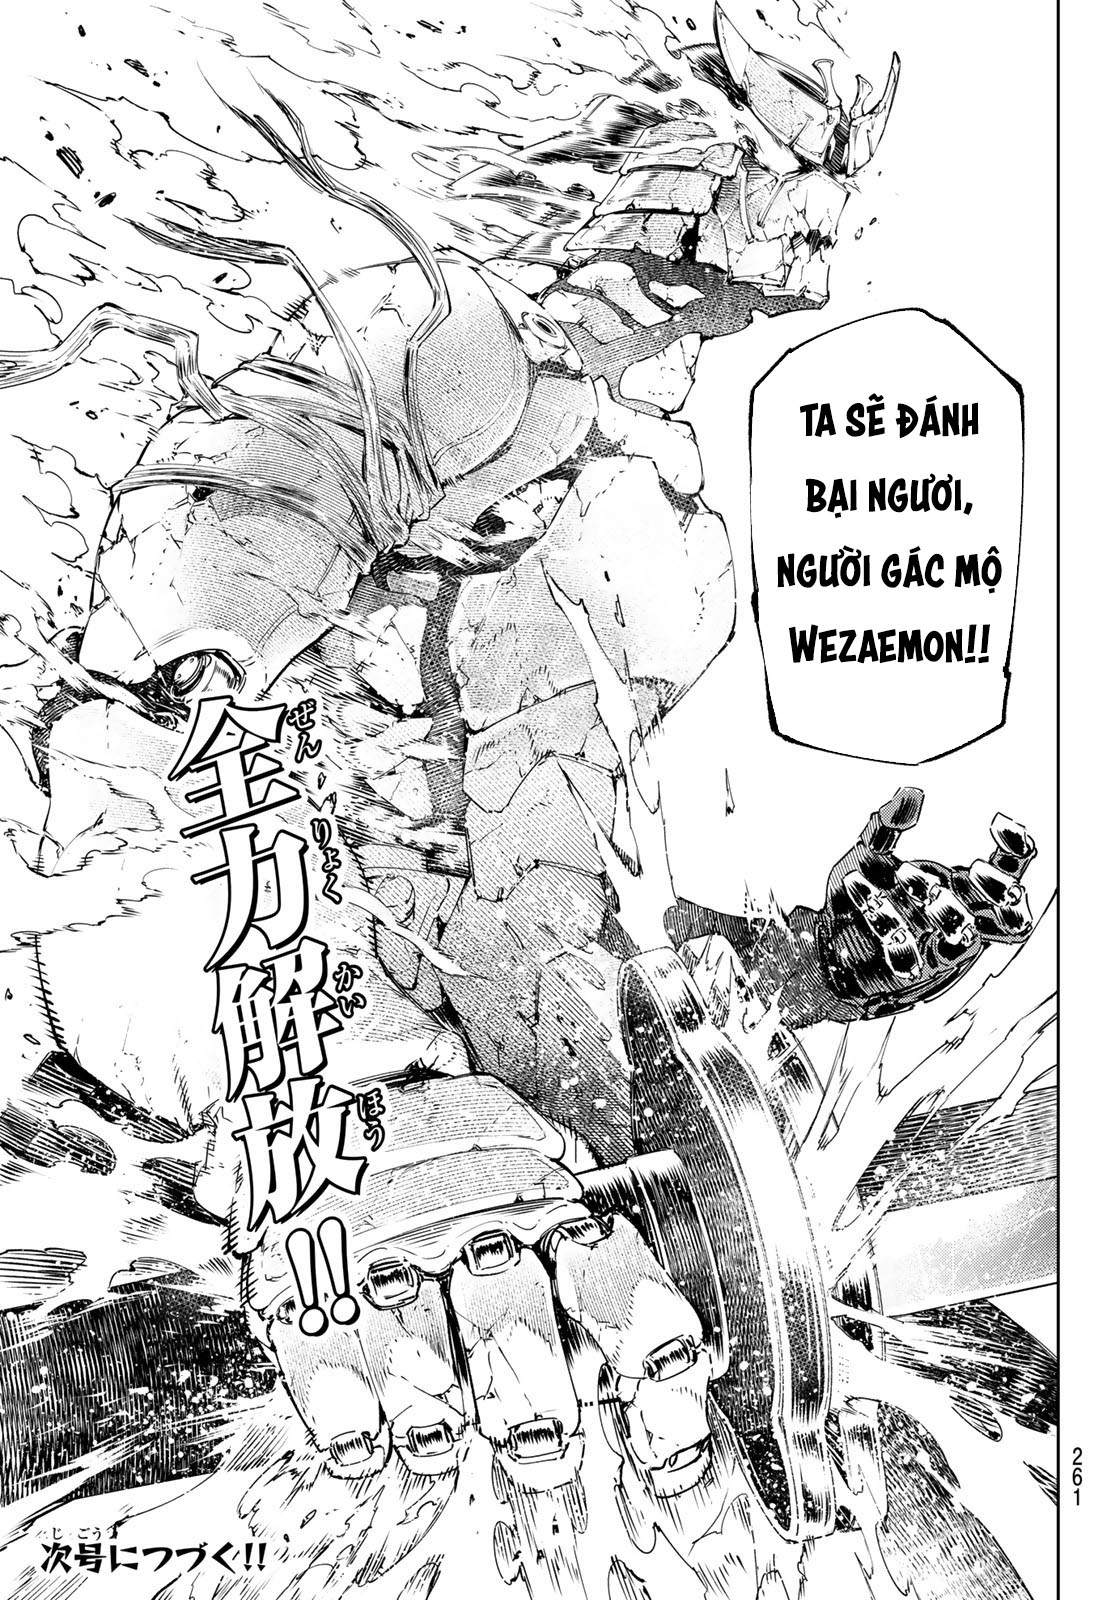 TA SẼ ĐÁNH
BẠI NGƯƠI,
NGƯỜI GÁC MỘ
WEZAEMON!!
全力解放!!
ぜんりょくかいほう
261
じごう
次号につづく!!